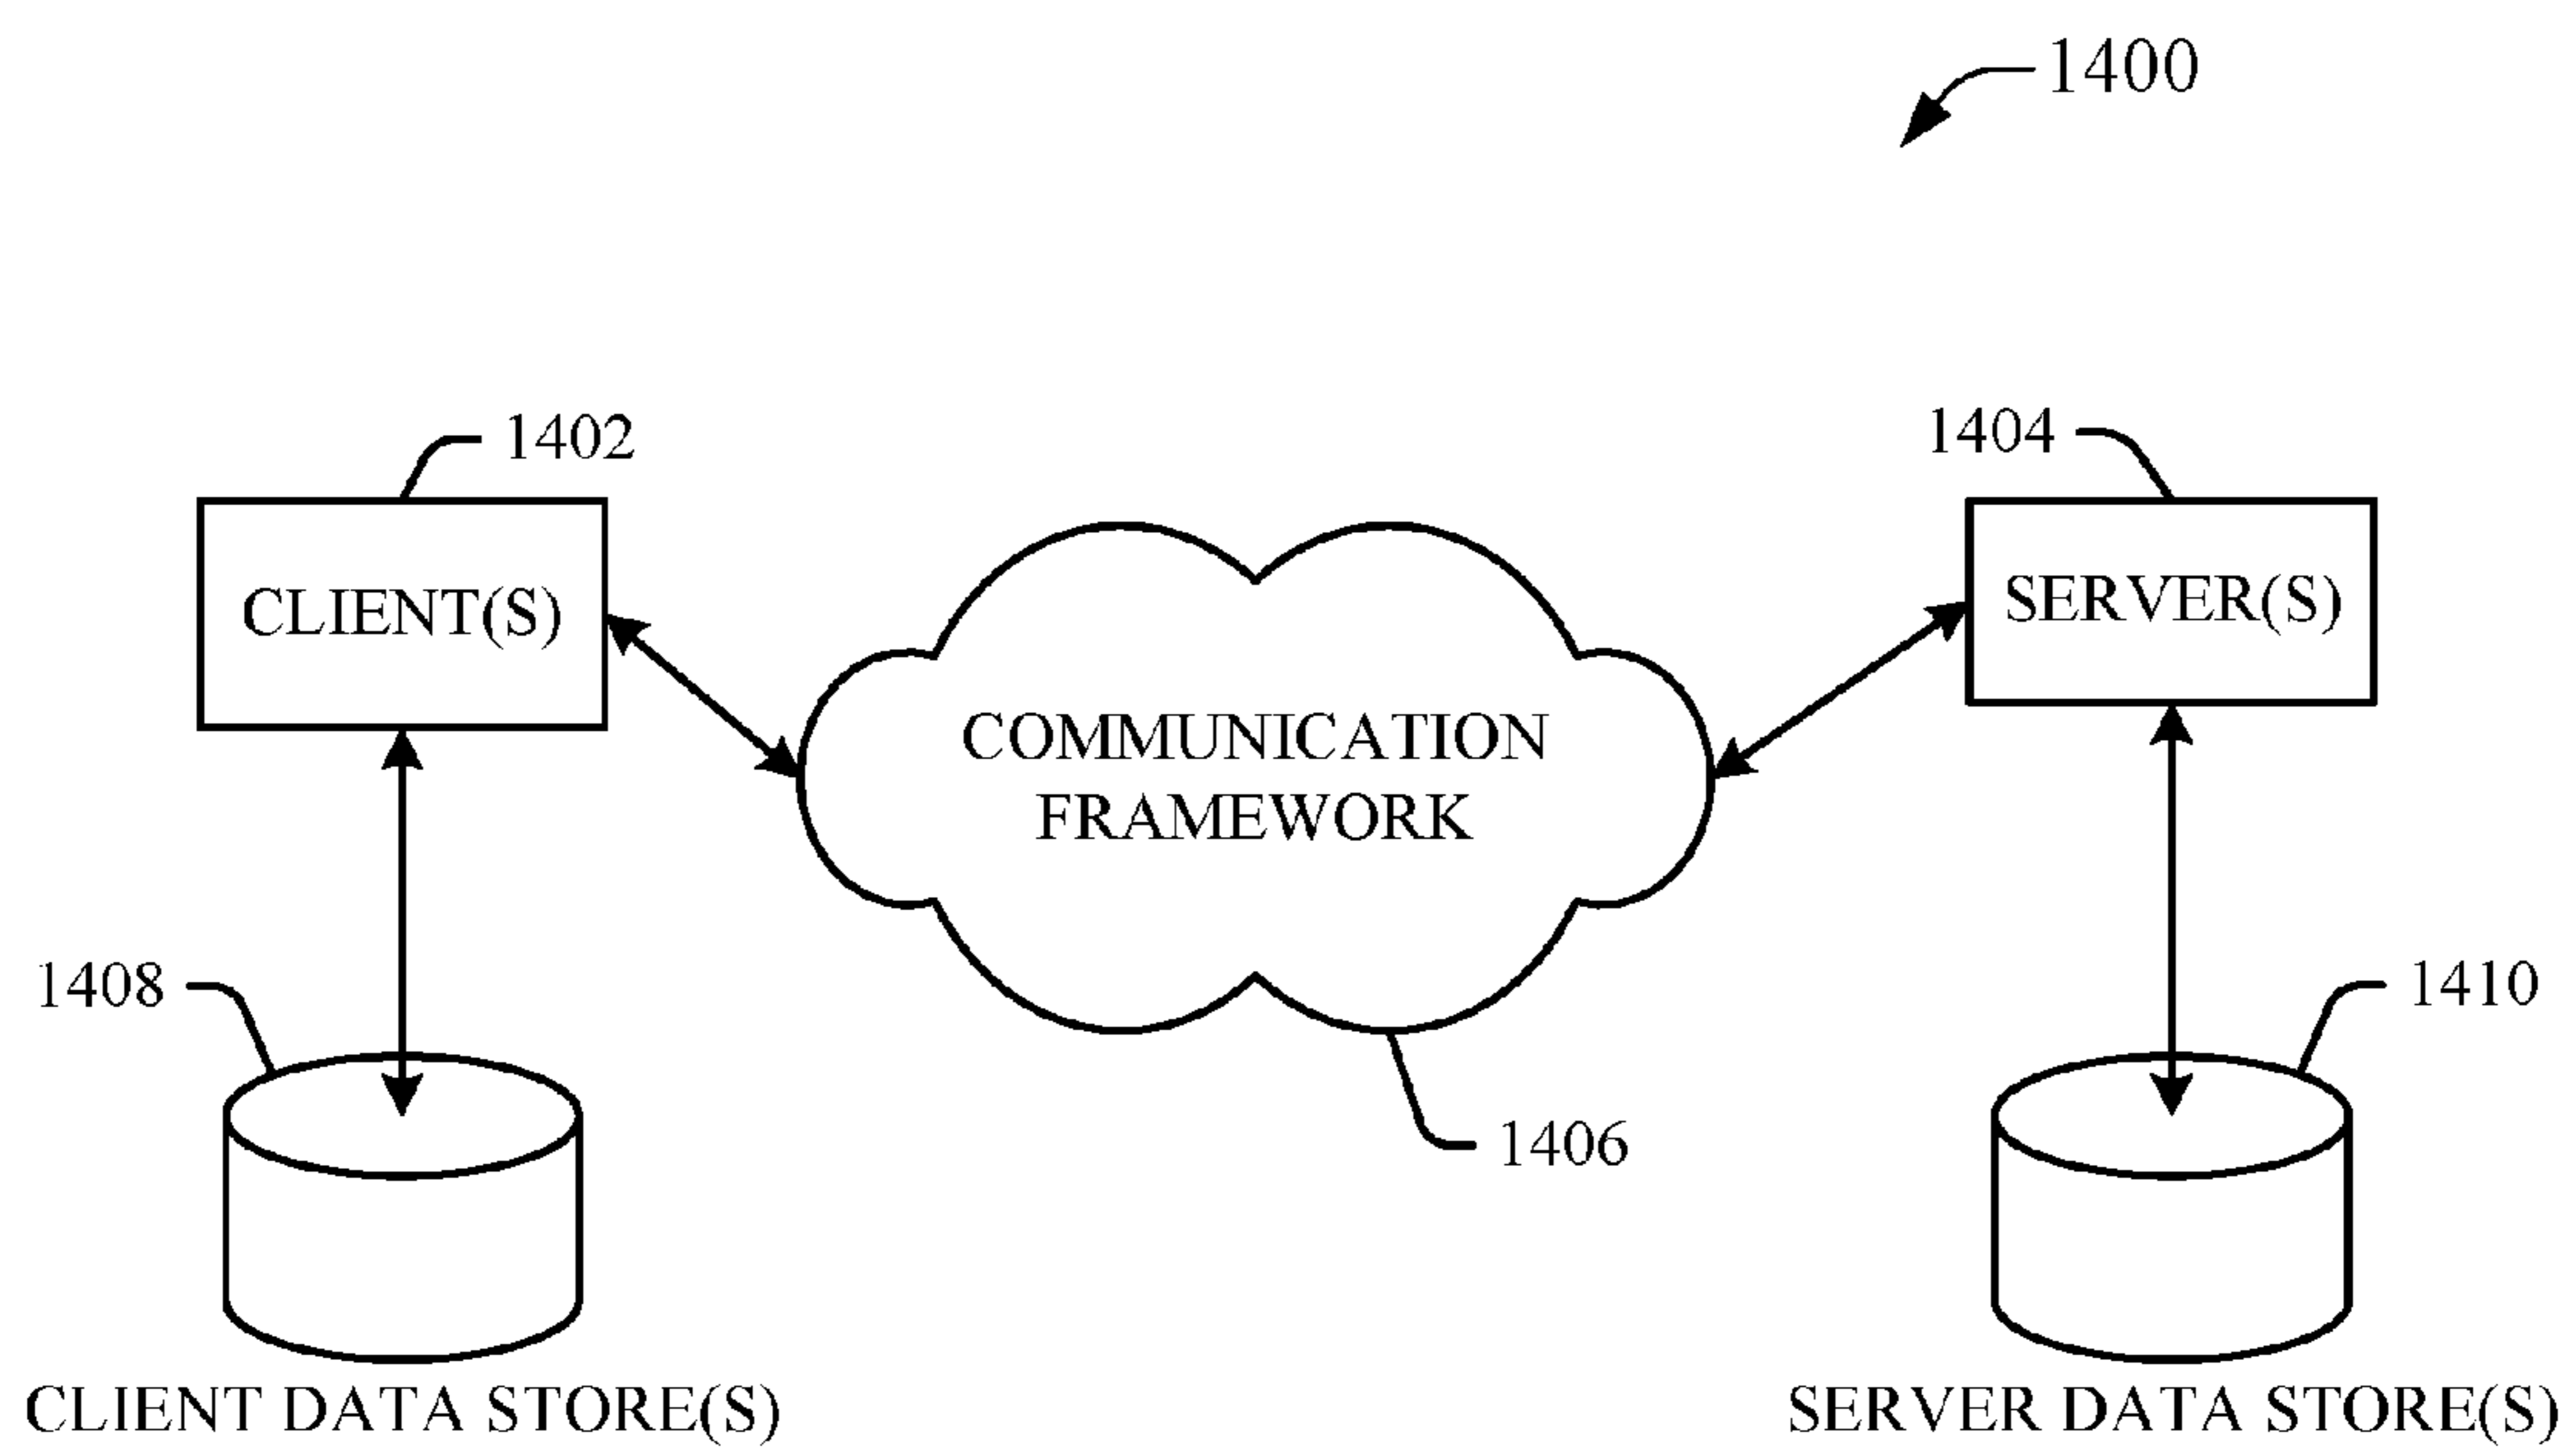 1400
1402
1404
CLIENT(S)
SERVER(S)
COMMUNICATION
FRAMEWORK
1408
1410
1406
CLIENT DATA STORE(S)
SERVER DATA STORE(S)